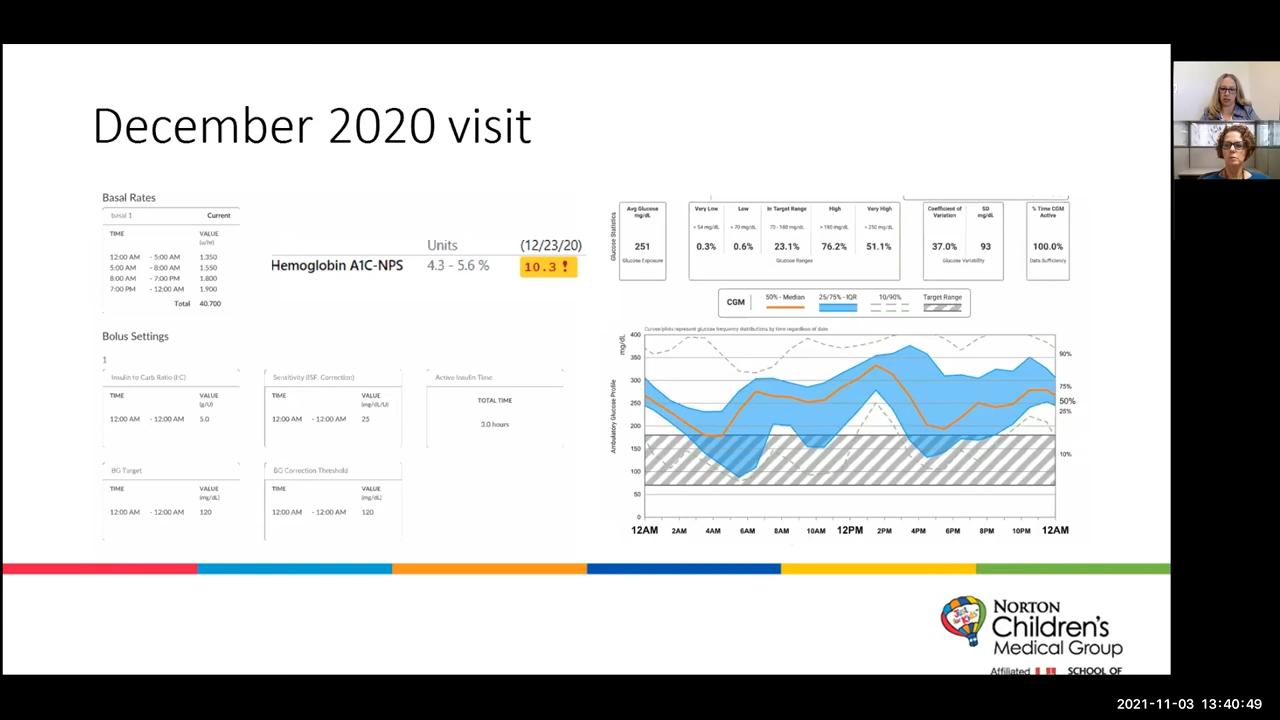 December 2020 visit
Basal Rates
basal 1 Current
TIME VALUE
(u/hr)
12:00 AM - 5:00 AM 1.350
5:00 AM - 8:00 AM 1.550
8:00 AM - 7:00 PM 1.800
7:00 PM - 12:00 AM 1.900
Total 40.700
Units (12/23/20)
Hemoglobin A1C-NPS 4.3 - 5.6 % 10.3 !
Bolus Settings
1
Insulin to Carb Ratio (I:C)
TIME VALUE
(g/U)
12:00 AM - 12:00 AM 5.0
Sensitivity (ISF, Correction)
TIME VALUE
(mg/dL/U)
12:00 AM - 12:00 AM 25
Active Insulin Time
TOTAL TIME
3.0 hours
BG Target
TIME VALUE
(mg/dL)
12:00 AM - 12:00 AM 120
BG Correction Threshold
TIME VALUE
(mg/dL)
12:00 AM - 12:00 AM 120
Glucose Statistics
Avg Glucose
mg/dL
251
Glucose Exposure
Very Low Low In Target Range High Very High
< 54 mg/dL < 70 mg/dL 70 - 180 mg/dL > 180 mg/dL > 250 mg/dL
0.3% 0.6% 23.1% 76.2% 51.1%
Glucose Ranges
Coefficient of SD
Variation mg/dL
37.0% 93
Glucose Variability
% Time CGM
Active
100.0%
Data Sufficiency
CGM 50% - Median 25/75% - IQR 10/90% Target Range
Curves/plots represent glucose frequency distributions by time regardless of date
mg/dL
Ambulatory Glucose Profile
400
350
300
250
200
150
100
50
0
90%
75%
50%
25%
10%
12AM 2AM 4AM 6AM 8AM 10AM 12PM 2PM 4PM 6PM 8PM 10PM 12AM
Just for Kids
NORTON
Children's
Medical Group
Affiliated SCHOOL OF
2021-11-03 13:40:49